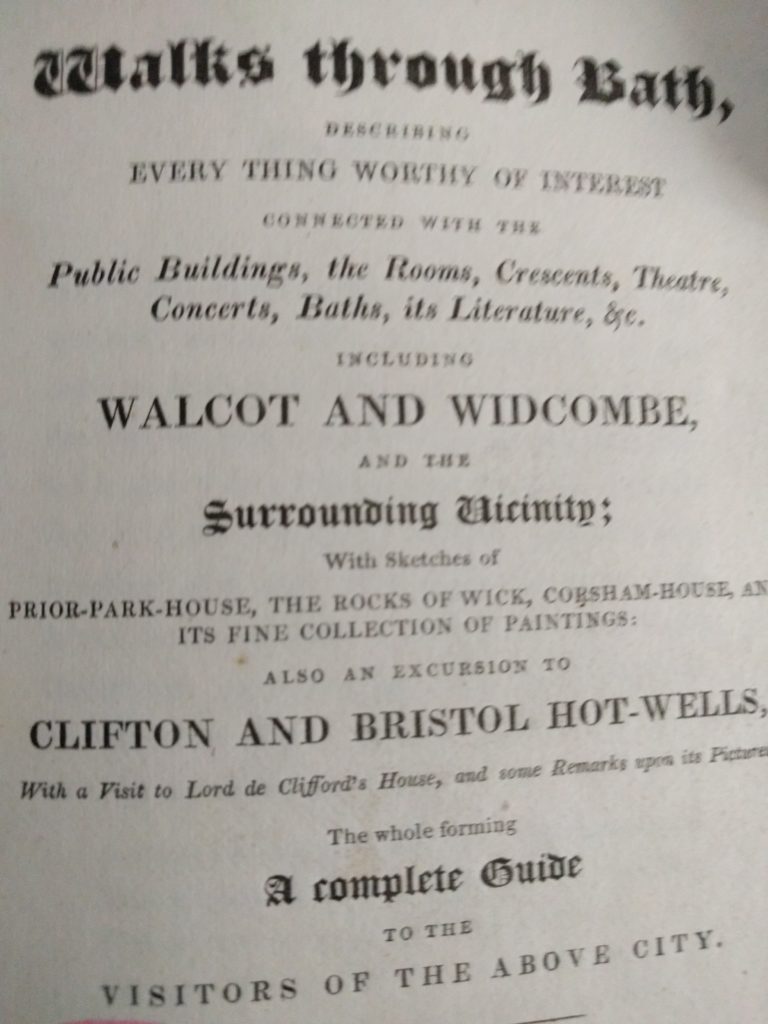 Walks through Bath,
DESCRIBING
EVERY THING WORTHY OF INTEREST
CONNECTED WITH THE
Public Buildings, the Rooms, Crescents, Theatre,
Concerts, Baths, its Literature, &c.
INCLUDING
WALCOT AND WIDCOMBE,
AND THE
Surrounding Vicinity;
With Sketches of
PRIOR-PARK-HOUSE, THE ROCKS OF WICK, CORSHAM-HOUSE, AN
ITS FINE COLLECTION OF PAINTINGS:
ALSO AN EXCURSION TO
CLIFTON AND BRISTOL HOT-WELLS,
With a Visit to Lord de Clifford's House, and some Remarks upon its Picture
The whole forming
A complete Guide
TO THE
VISITORS OF THE ABOVE CITY.